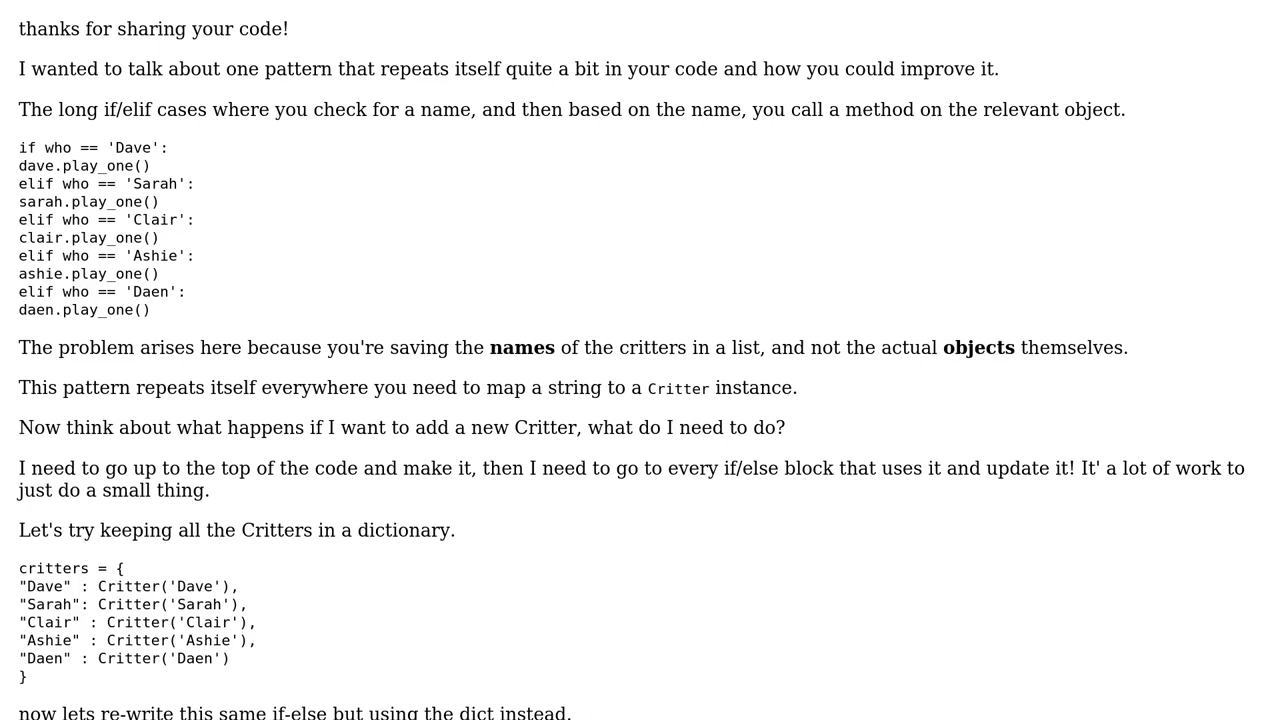 thanks for sharing your code!
I wanted to talk about one pattern that repeats itself quite a bit in your code and how you could improve it.
The long if/elif cases where you check for a name, and then based on the name, you call a method on the relevant object.
if who == 'Dave':
dave.play_one()
elif who == 'Sarah':
sarah.play_one()
elif who == 'Clair':
clair.play_one()
elif who == 'Ashie':
ashie.play_one()
elif who == 'Daen':
daen.play_one()
The problem arises here because you're saving the names of the critters in a list, and not the actual objects themselves.
This pattern repeats itself everywhere you need to map a string to a Critter instance.
Now think about what happens if I want to add a new Critter, what do I need to do?
I need to go up to the top of the code and make it, then I need to go to every if/else block that uses it and update it! It' a lot of work to
just do a small thing.
Let's try keeping all the Critters in a dictionary.
critters = {
"Dave" : Critter('Dave'),
"Sarah": Critter('Sarah'),
"Clair" : Critter('Clair'),
"Ashie" : Critter('Ashie'),
"Daen" : Critter('Daen')
}
now lets re-write this same if-else but using the dict instead.